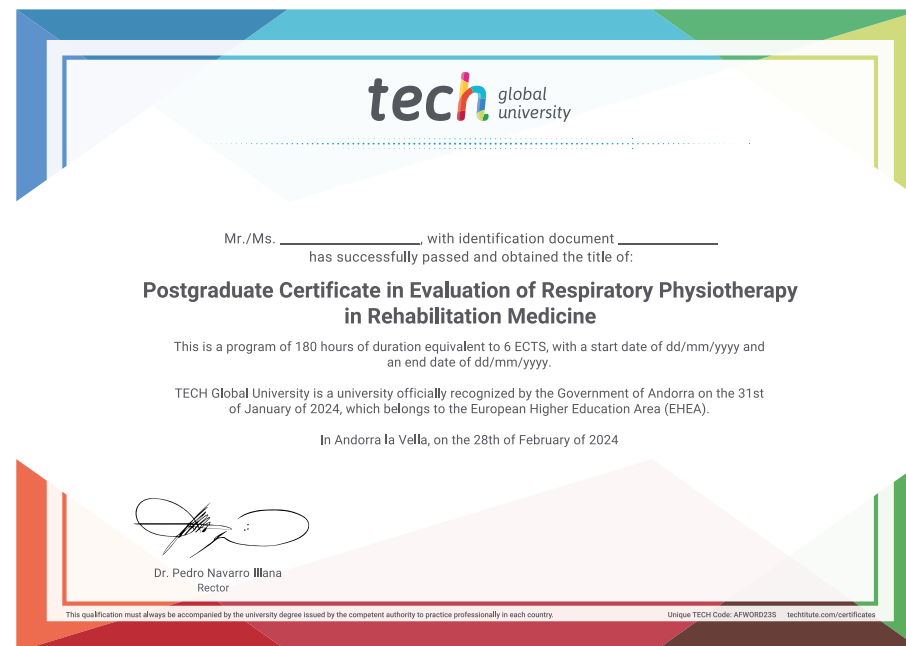 tech global
university
Mr./Ms. ____________________, with identification document ______________
has successfully passed and obtained the title of:
Postgraduate Certificate in Evaluation of Respiratory Physiotherapy
in Rehabilitation Medicine
This is a program of 180 hours of duration equivalent to 6 ECTS, with a start date of dd/mm/yyyy and
an end date of dd/mm/yyyy.
TECH Global University is a university officially recognized by the Government of Andorra on the 31st
of January of 2024, which belongs to the European Higher Education Area (EHEA).
In Andorra la Vella, on the 28th of February of 2024
Dr. Pedro Navarro Illana
Rector
This qualification must always be accompanied by the university degree issued by the competent authority to practice professionally in each country.
Unique TECH Code: AFWORD23S techtitute.com/certificates